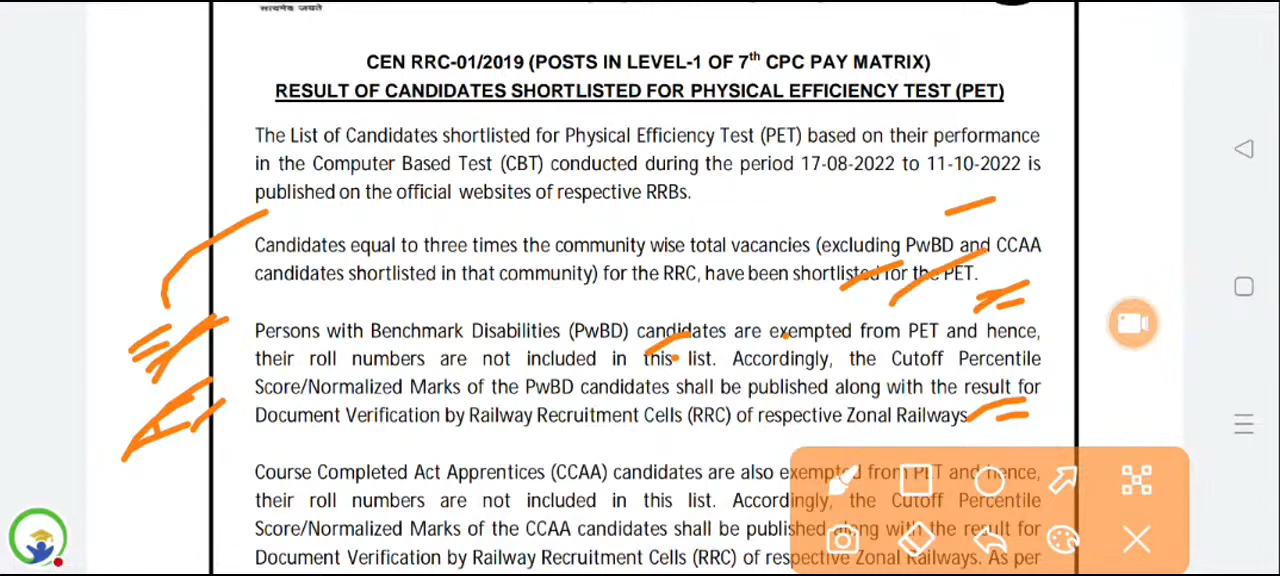 सत्यमेव जयते
CEN RRC-01/2019 (POSTS IN LEVEL-1 OF 7th CPC PAY MATRIX)
RESULT OF CANDIDATES SHORTLISTED FOR PHYSICAL EFFICIENCY TEST (PET)
The List of Candidates shortlisted for Physical Efficiency Test (PET) based on their performance
in the Computer Based Test (CBT) conducted during the period 17-08-2022 to 11-10-2022 is
published on the official websites of respective RRBs.
Candidates equal to three times the community wise total vacancies (excluding PwBD and CCAA
candidates shortlisted in that community) for the RRC, have been shortlisted for the PET.
Persons with Benchmark Disabilities (PwBD) candidates are exempted from PET and hence,
their roll numbers are not included in this list. Accordingly, the Cutoff Percentile
Score/Normalized Marks of the PwBD candidates shall be published along with the result for
Document Verification by Railway Recruitment Cells (RRC) of respective Zonal Railways.
Course Completed Act Apprentices (CCAA) candidates are also exempted from PET and hence,
their roll numbers are not included in this list. Accordingly, the Cutoff Percentile
Score/Normalized Marks of the CCAA candidates shall be published along with the result for
Document Verification by Railway Recruitment Cells (RRC) of respective Zonal Railways. As per